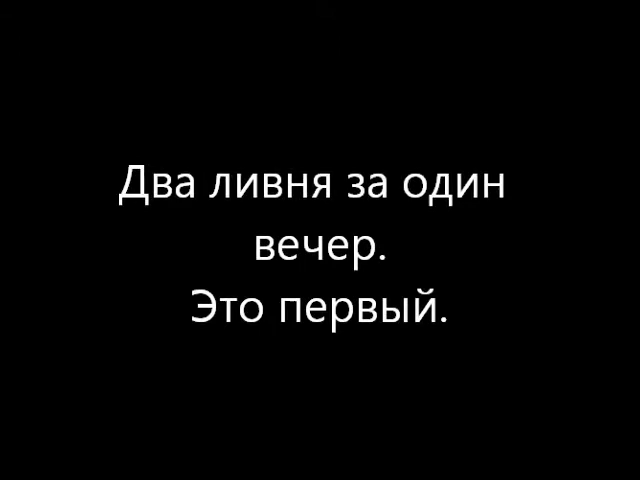 Два ливня за один
вечер.
Это первый.